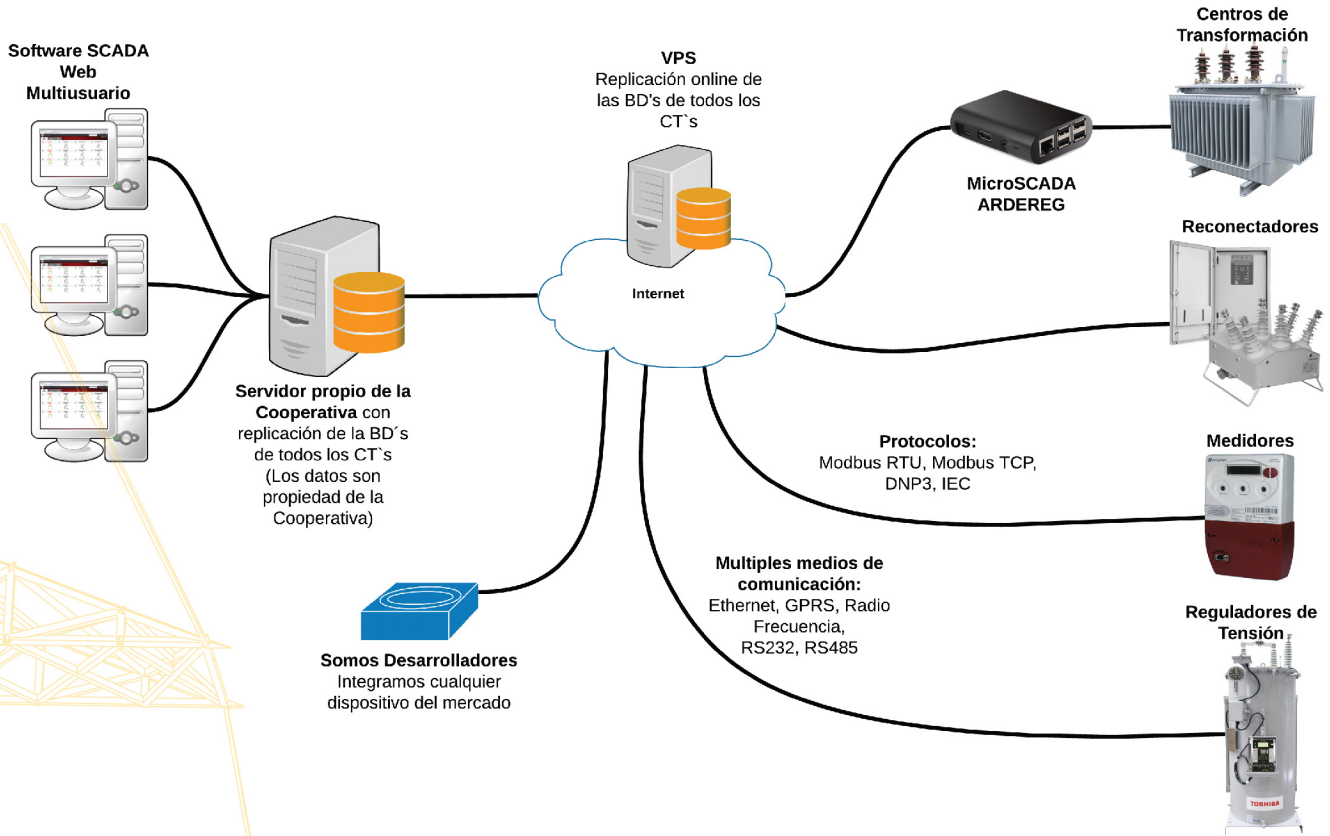 Software SCADA
Web
Multiusuario
VPS
Replicación online de
las BD's de todos los
CT`s
Centros de
Transformación
MicroSCADA
ARDEREG
Reconectadores
Internet
Servidor propio de la
Cooperativa con
replicación de la BD´s
de todos los CT`s
(Los datos son
propiedad de la
Cooperativa)
Protocolos:
Modbus RTU, Modbus TCP,
DNP3, IEC
Medidores
Multiples medios de
comunicación:
Ethernet, GPRS, Radio
Frecuencia,
RS232, RS485
Somos Desarrolladores
Integramos cualquier
dispositivo del mercado
Reguladores de
Tensión
TOSHIBA